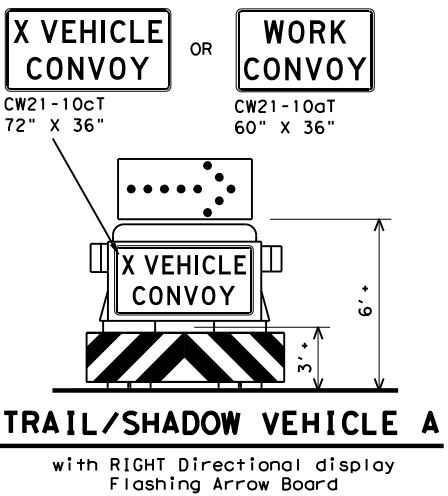 X VEHICLE
CONVOY
OR
WORK
CONVOY
CW21-10cT
72" X 36"
CW21-10aT
60" X 36"
X VEHICLE
CONVOY
6' +
3' +
TRAIL/SHADOW VEHICLE A
with RIGHT Directional display
Flashing Arrow Board